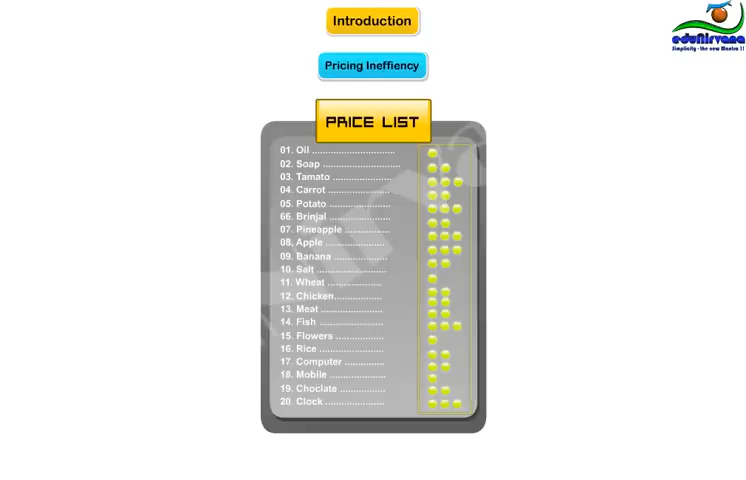 Introduction
eduNirvana
Simplicity - the new Mantra !!
Pricing Ineffiency
PRICE LIST
01. Oil ...............................
02. Soap .............................
03. Tamato ......................
04. Carrot .......................
05. Potato .......................
66. Brinjal .......................
07. Pineapple .................
08. Apple ......................
09. Banana ....................
10. Salt ..........................
11. Wheat ....................
12. Chicken..................
13. Meat .......................
14. Fish ........................
15. Flowers ..................
16. Rice ........................
17. Computer ...............
18. Mobile .....................
19. Choclate .................
20. Clock ......................